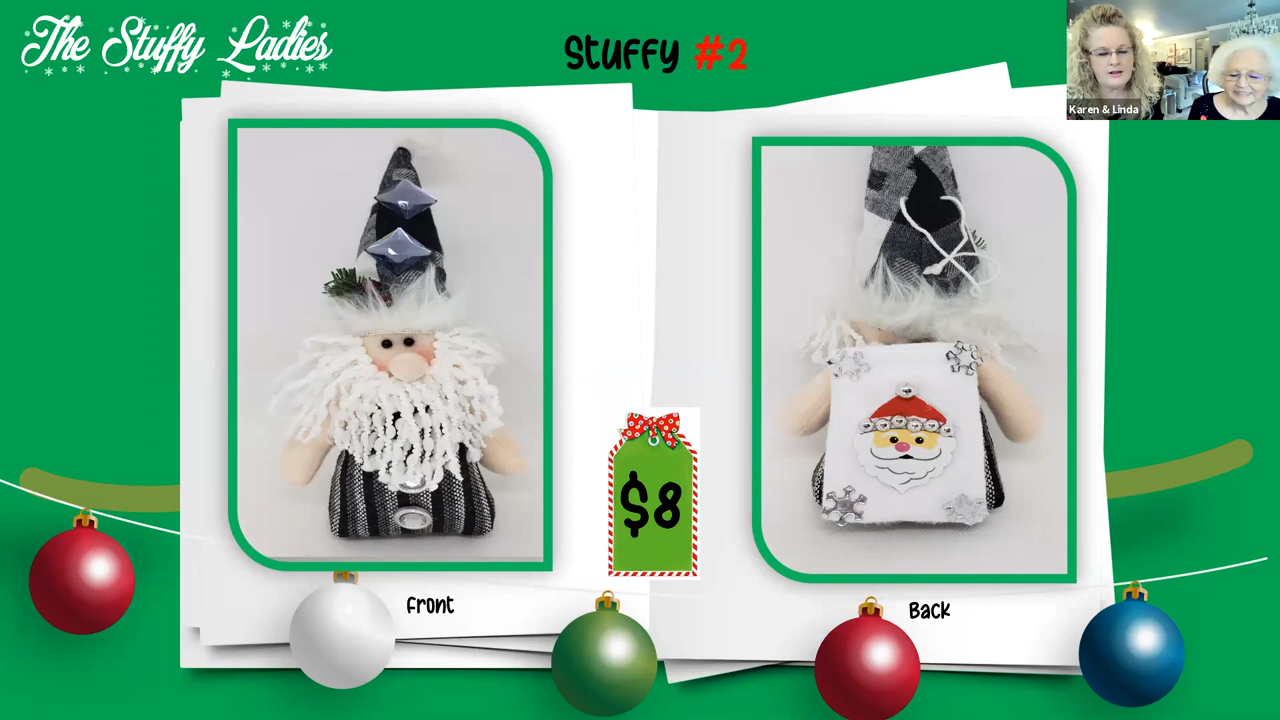 The Stuffy Ladies
Stuffy #2
Karen & Linda
$8
Front
Back